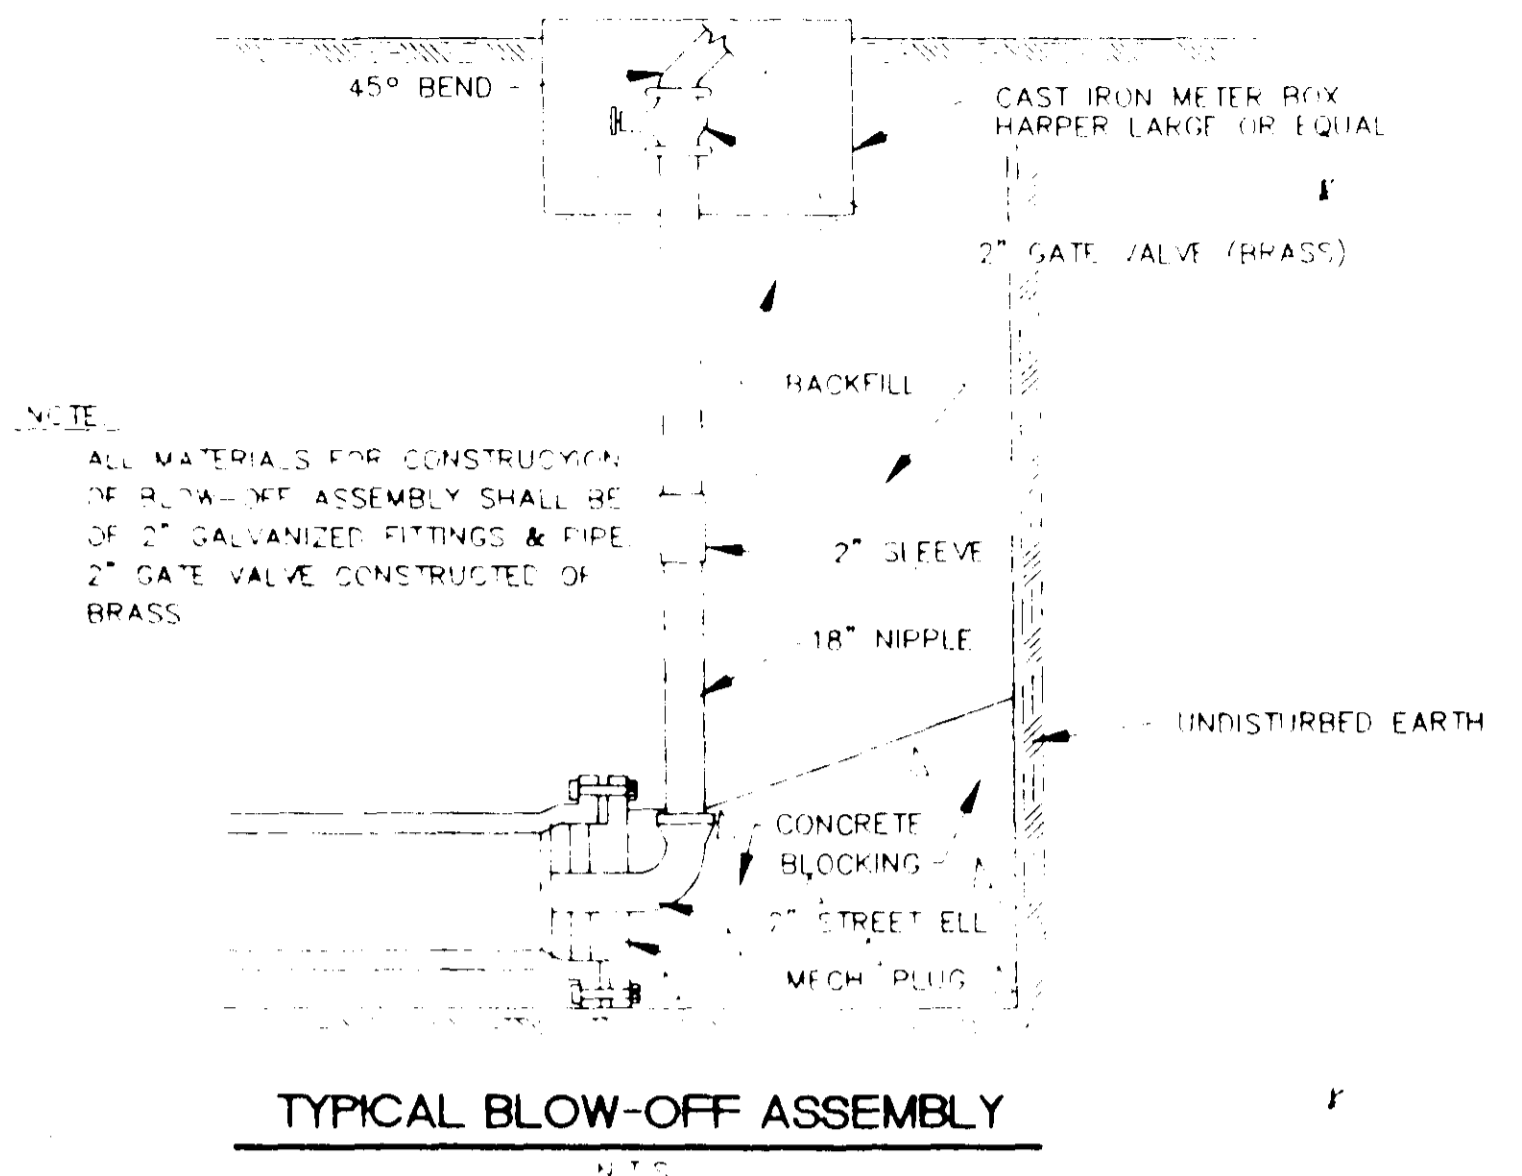 45° BEND
CAST IRON METER BOX
HARPER LARGE OR EQUAL
2" GATE VALVE (BRASS)
BACKFILL
NOTE
ALL MATERIALS FOR CONSTRUCTION
OF BLOW-OFF ASSEMBLY SHALL BE
OF 2" GALVANIZED FITTINGS & PIPE
2" GATE VALVE CONSTRUCTED OF
BRASS
2" SLEEVE
18" NIPPLE
UNDISTURBED EARTH
CONCRETE
BLOCKING
2" STREET ELL
MECH PLUG
TYPICAL BLOW-OFF ASSEMBLY
N.T.S.